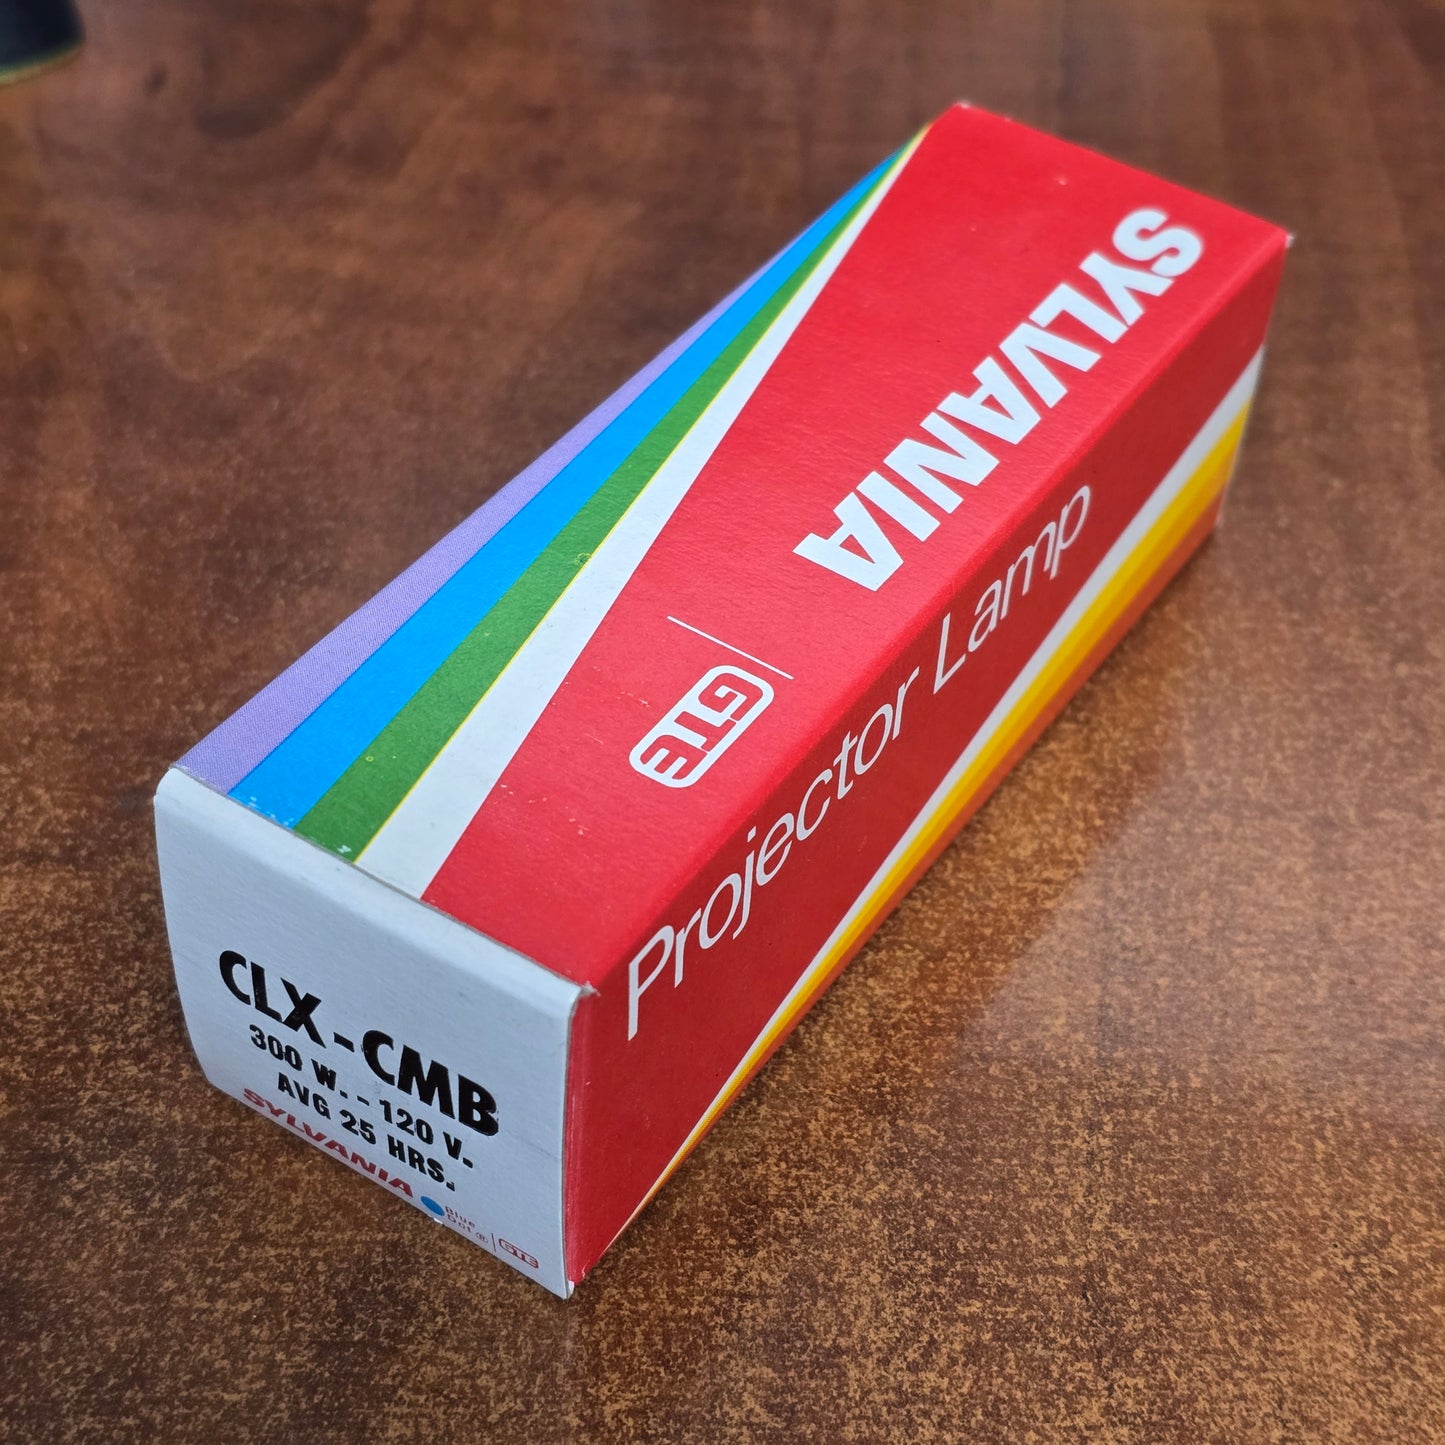 SYLVANIA
GTE
Projector Lamp
CLX-CMB
300 W.-120 V.
AVG 25 HRS.
SYLVANIA Blue Dot ® GTE